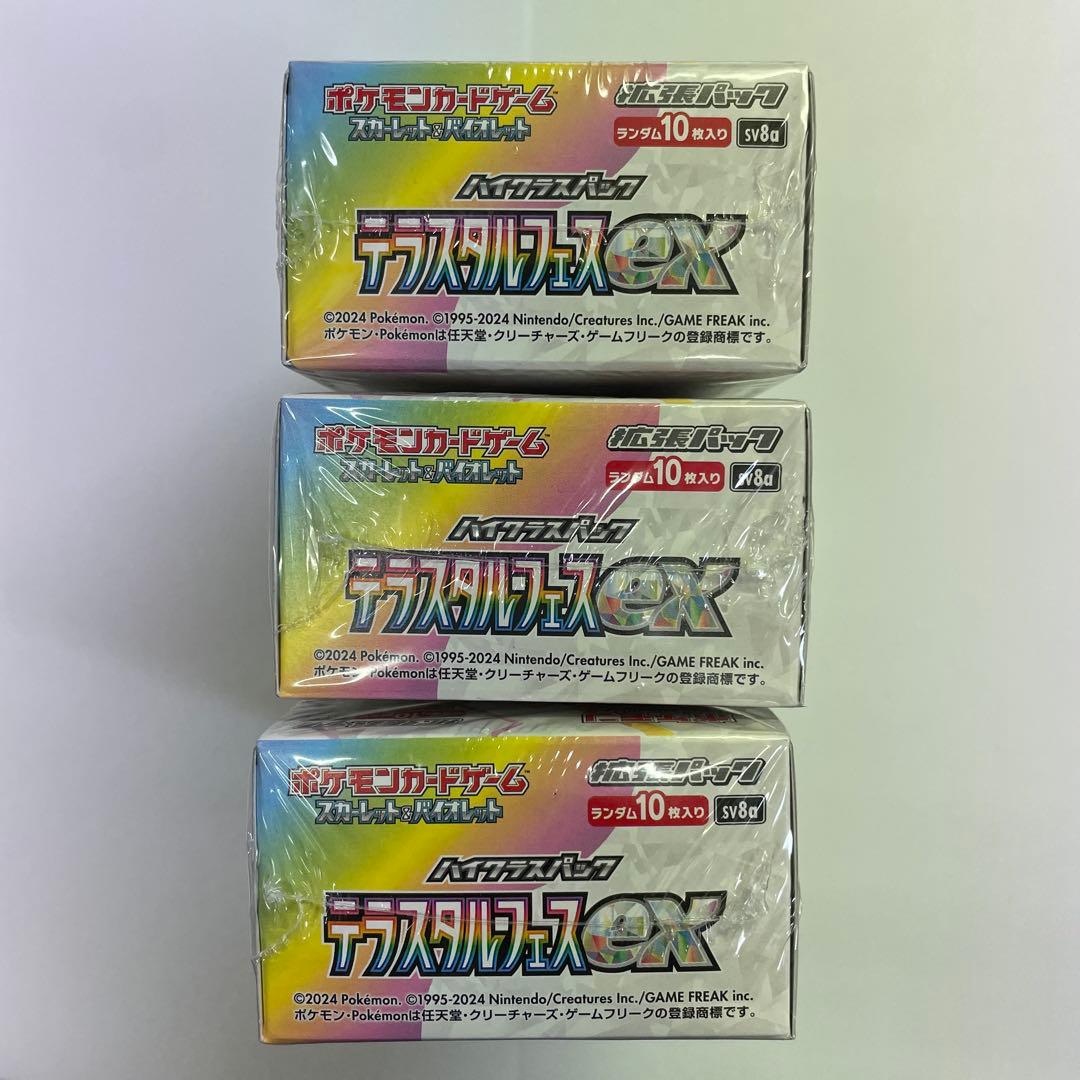 ポケモンカードゲーム™
スカーレット&バイオレット
拡張パック
ランダム10枚入り SV8a
ハイクラスパック
テラスタルフェスex
©2024 Pokémon. ©1995-2024 Nintendo/Creatures Inc./GAME FREAK inc.
ポケモン・Pokémonは任天堂・クリーチャーズ・ゲームフリークの登録商標です。
ポケモンカードゲーム™
スカーレット&バイオレット
拡張パック
ランダム10枚入り SV8a
ハイクラスパック
テラスタルフェスex
©2024 Pokémon. ©1995-2024 Nintendo/Creatures Inc./GAME FREAK inc.
ポケモン・Pokémonは任天堂・クリーチャーズ・ゲームフリークの登録商標です。
ポケモンカードゲーム™
スカーレット&バイオレット
拡張パック
ランダム10枚入り SV8a
ハイクラスパック
テラスタルフェスex
©2024 Pokémon. ©1995-2024 Nintendo/Creatures Inc./GAME FREAK inc.
ポケモン・Pokémonは任天堂・クリーチャーズ・ゲームフリークの登録商標です。